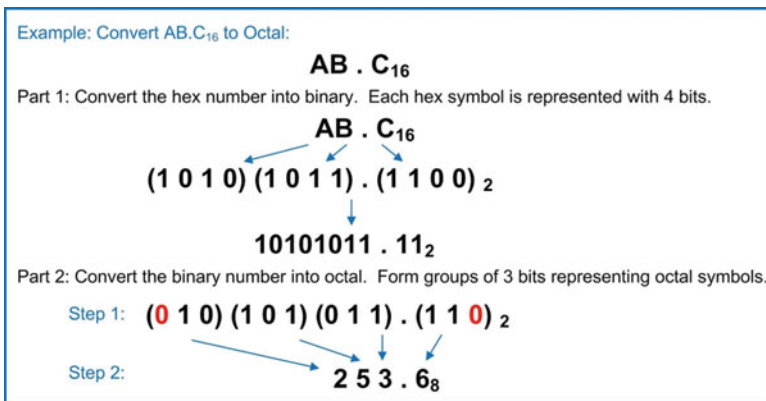 Example: Convert AB.C₁₆ to Octal:
AB . C₁₆
Part 1: Convert the hex number into binary. Each hex symbol is represented with 4 bits.
AB . C₁₆
(1 0 1 0) (1 0 1 1) . (1 1 0 0) ₂
10101011 . 11₂
Part 2: Convert the binary number into octal. Form groups of 3 bits representing octal symbols.
Step 1: (0 1 0) (1 0 1) (0 1 1) . (1 1 0) ₂
Step 2: 2 5 3 . 6₈